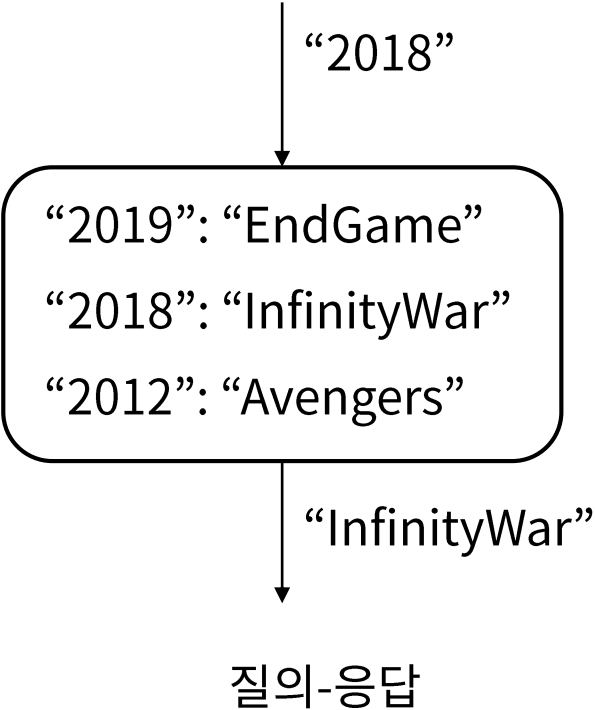 “2018”
“2019”: “EndGame”
“2018”: “InfinityWar”
“2012”: “Avengers”
“InfinityWar”
질의-응답